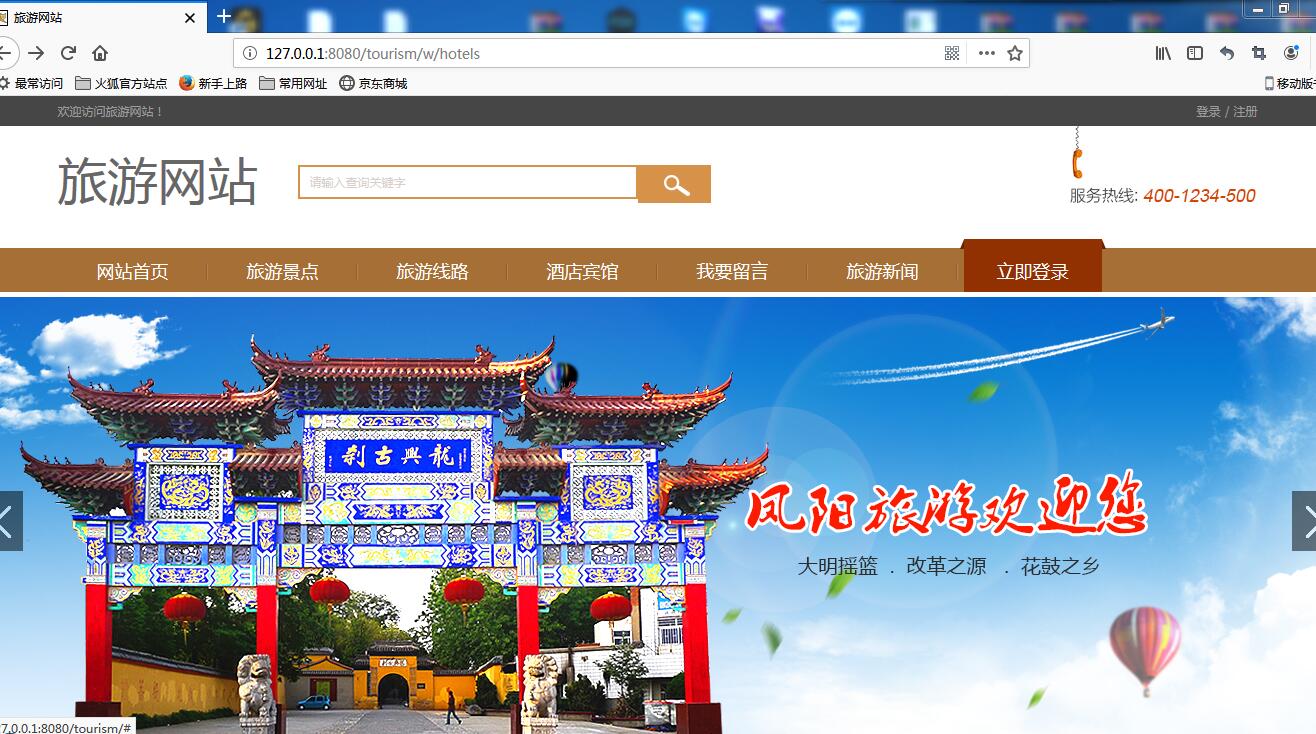 旅游网站
127.0.0.1:8080/tourism/w/hotels
最常访问 火狐官方站点 新手上路 常用网址 京东商城
欢迎访问旅游网站！ 登录 / 注册
旅游网站
请输入查询关键字
服务热线: 400-1234-500
网站首页 旅游景点 旅游线路 酒店宾馆 我要留言 旅游新闻 立即登录
刹古興龍
凤阳旅游欢迎您
大明摇篮 . 改革之源 . 花鼓之乡
7.0.0.1:8080/tourism/#